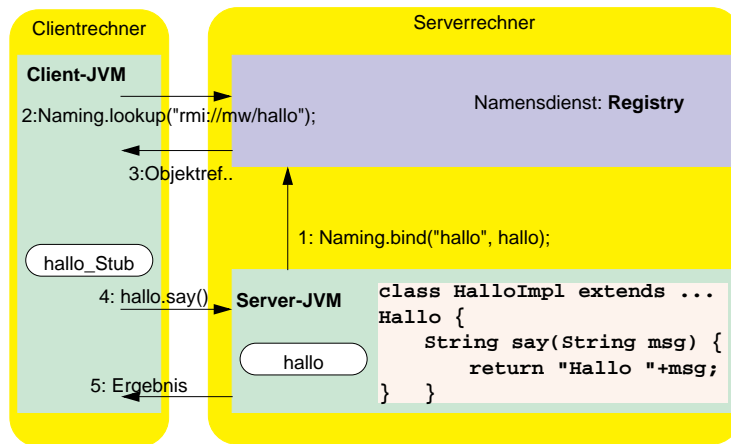 Clientrechner
Serverrechner
Client-JVM
2:Naming.lookup("rmi://mw/hallo");
Namensdienst: Registry
3:Objektref..
1: Naming.bind("hallo", hallo);
hallo_Stub
4: hallo.say()
Server-JVM
hallo
class HalloImpl extends ...
Hallo {
String say(String msg) {
return "Hallo "+msg;
} }
5: Ergebnis